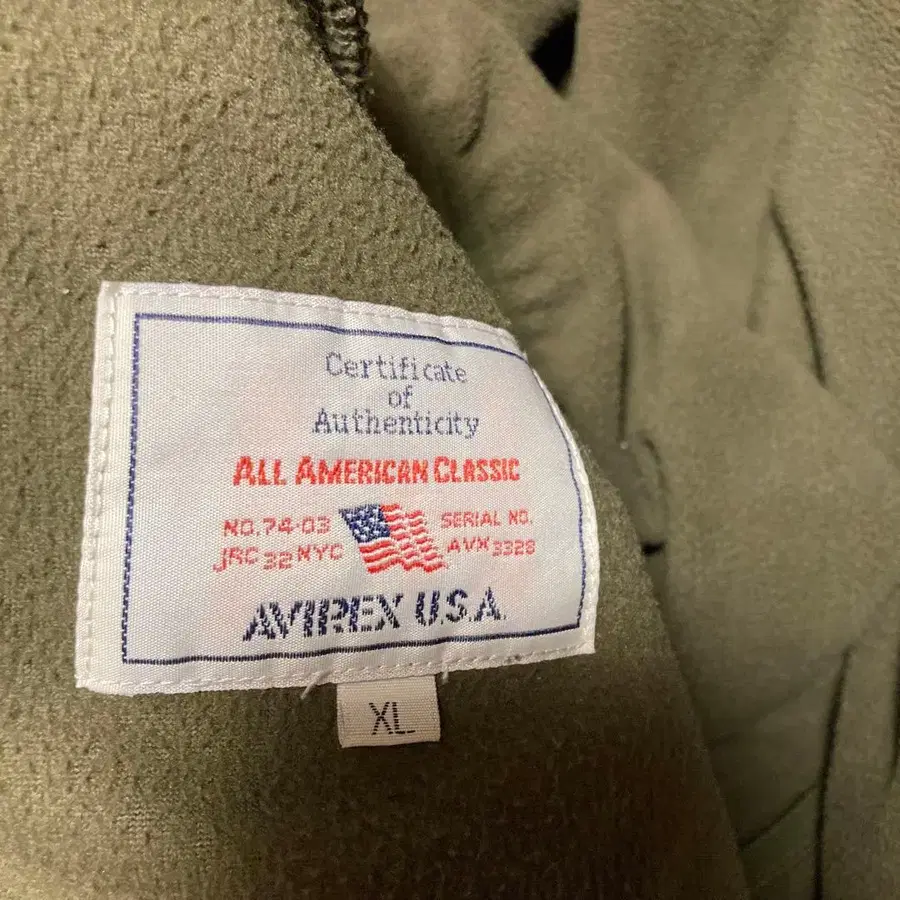 Certificate
of
Authenticity
ALL AMERICAN CLASSIC
NO.74-03 SERIAL NO.
JRC 32 NYC AVX 3328
AVIREX U.S.A.
XL